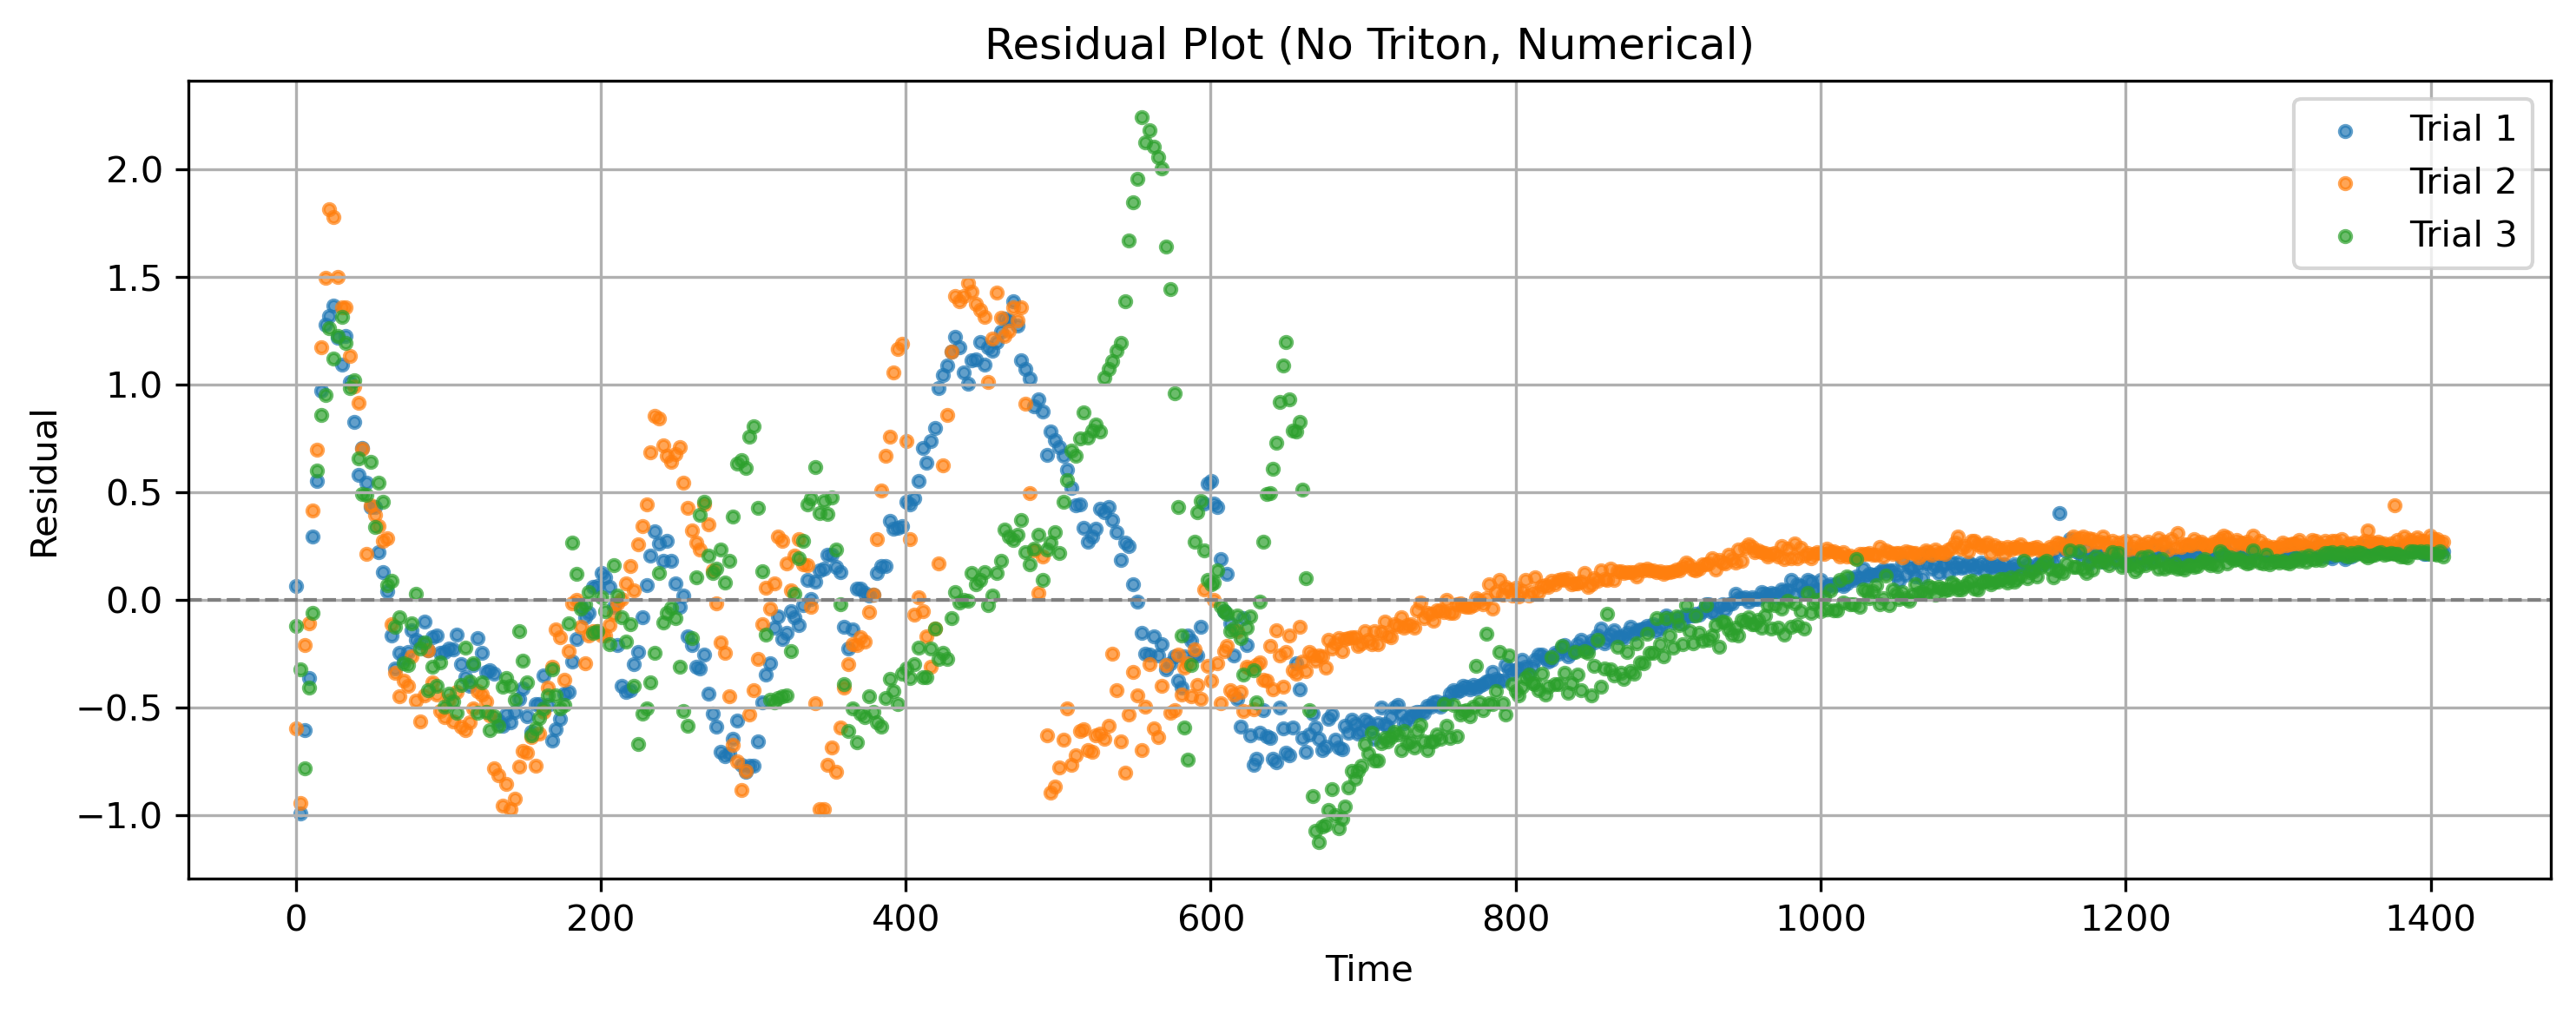 Residual Plot (No Triton, Numerical)
Trial 1
Trial 2
Trial 3
Residual
2.0
1.5
1.0
0.5
0.0
−0.5
−1.0
0 200 400 600 800 1000 1200 1400
Time